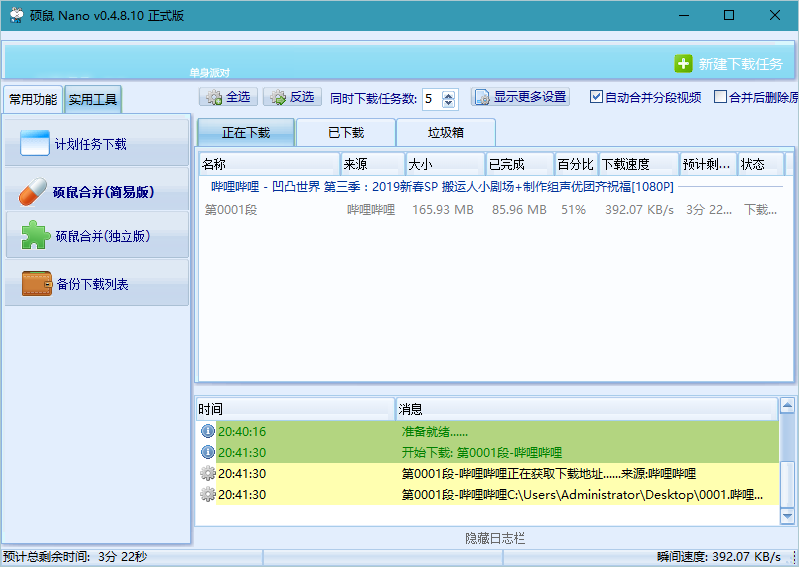 硕鼠 Nano v0.4.8.10 正式版
单身派对
新建下载任务
常用功能 实用工具
全选 反选 同时下载任务数: 5 显示更多设置 自动合并分段视频 合并后删除原
正在下载 已下载 垃圾箱
计划任务下载
硕鼠合并(简易版)
硕鼠合并(独立版)
备份下载列表
名称 来源 大小 已完成 百分比 下载速度 预计剩... 状态
哔哩哔哩 - 凹凸世界 第三季：2019新春SP 搬运人小剧场+制作组声优团齐祝福[1080P]
第0001段 哔哩哔哩 165.93 MB 85.96 MB 51% 392.07 KB/s 3分 22... 下载...
时间 消息
20:40:16 准备就绪......
20:41:30 开始下载: 第0001段-哔哩哔哩
20:41:30 第0001段-哔哩哔哩正在获取下载地址......来源:哔哩哔哩
20:41:30 第0001段-哔哩哔哩C:\Users\Administrator\Desktop\0001.哔哩...
隐藏日志栏
预计总剩余时间: 3分 22秒 瞬间速度: 392.07 KB/s